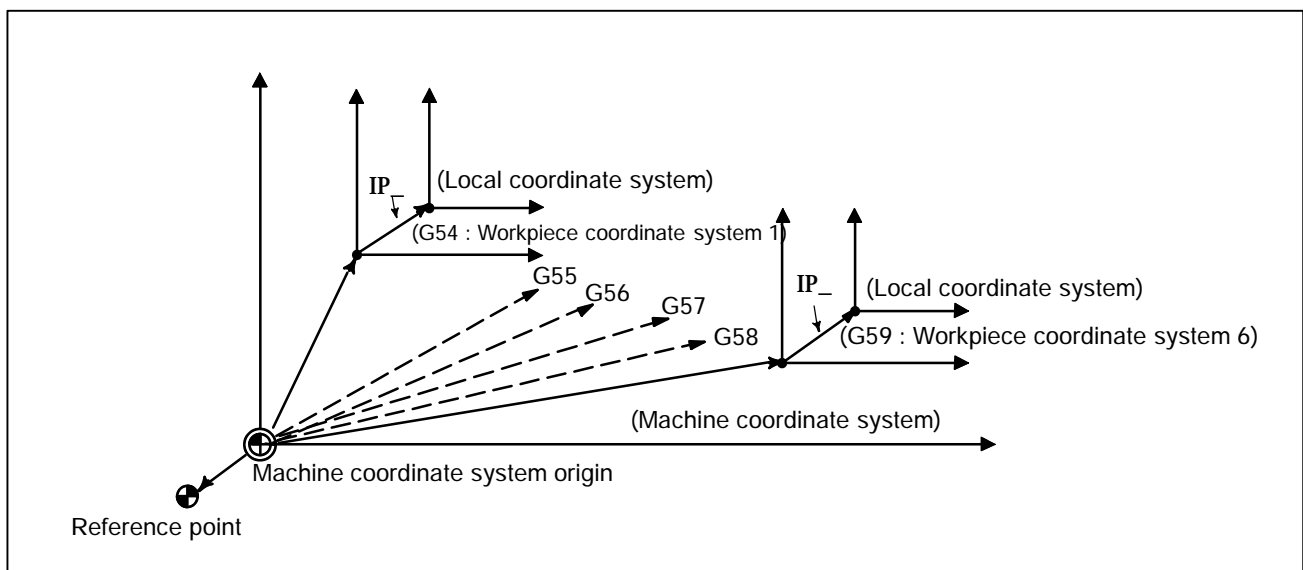 IP_
(Local coordinate system)
(G54 : Workpiece coordinate system 1)
G55
G56
G57
G58
IP_
(Local coordinate system)
(G59 : Workpiece coordinate system 6)
(Machine coordinate system)
Machine coordinate system origin
Reference point